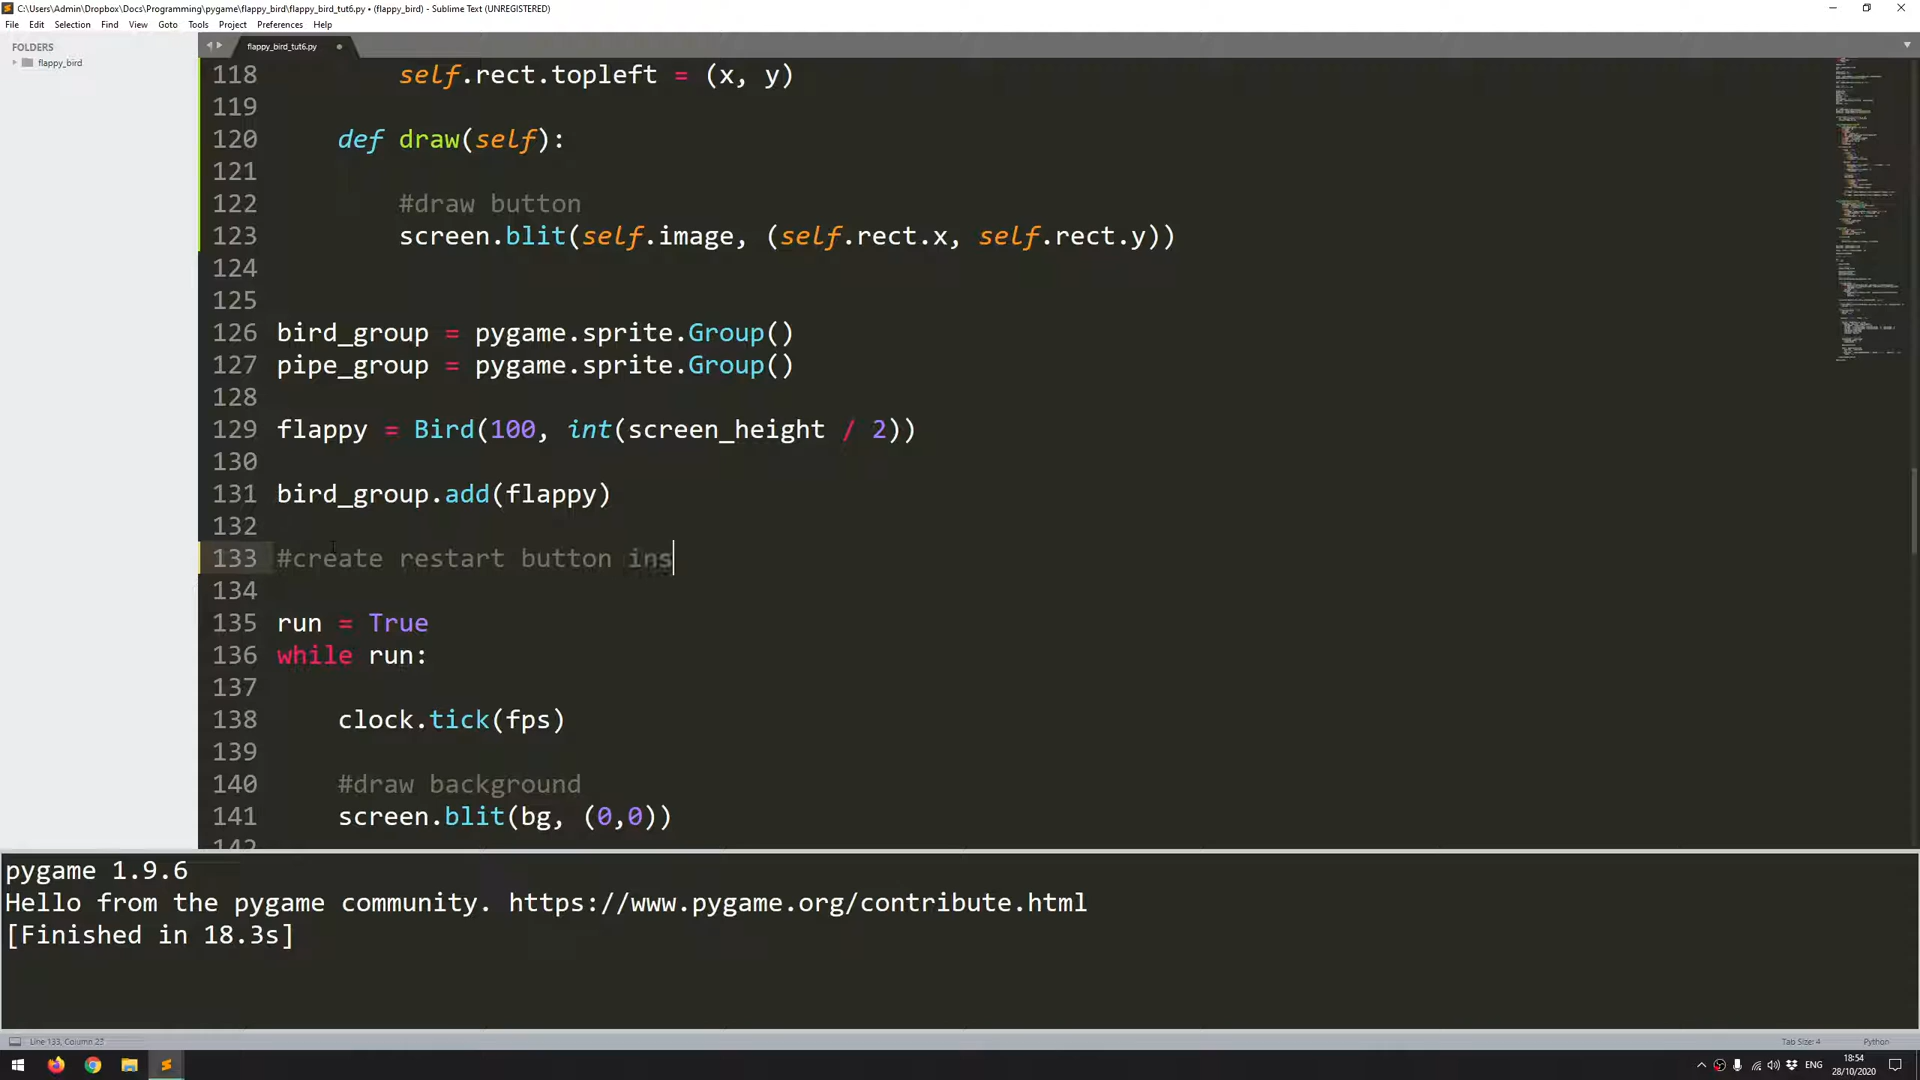 C:\Users\Admin\Dropbox\Docs\Programming\pygame\flappy_bird\flappy_bird_tut6.py • (flappy_bird) - Sublime Text (UNREGISTERED)
File Edit Selection Find View Goto Tools Project Preferences Help
FOLDERS
flappy_bird
flappy_bird_tut6.py
118 self.rect.topleft = (x, y)
119
120 def draw(self):
121
122 #draw button
123 screen.blit(self.image, (self.rect.x, self.rect.y))
124
125
126 bird_group = pygame.sprite.Group()
127 pipe_group = pygame.sprite.Group()
128
129 flappy = Bird(100, int(screen_height / 2))
130
131 bird_group.add(flappy)
132
133 #create restart button ins
134
135 run = True
136 while run:
137
138 clock.tick(fps)
139
140 #draw background
141 screen.blit(bg, (0,0))
142
pygame 1.9.6
Hello from the pygame community. https://www.pygame.org/contribute.html
[Finished in 18.3s]
Line 133, Column 23
Tab Size: 4
Python
ENG
18:54
28/10/2020